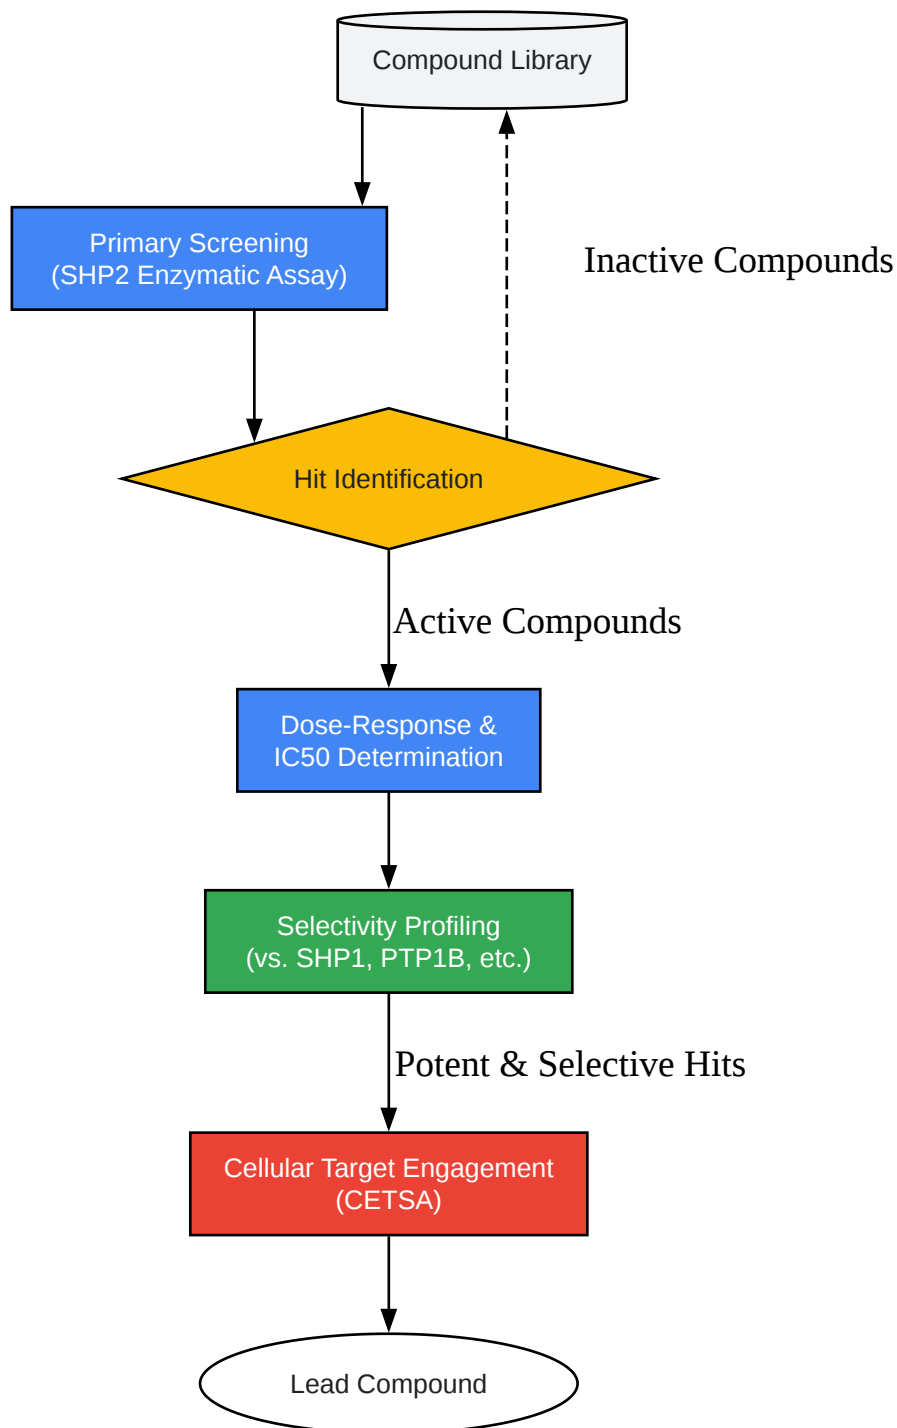 Compound Library
Primary Screening
(SHP2 Enzymatic Assay)
Inactive Compounds
Hit Identification
Active Compounds
Dose-Response &
IC50 Determination
Selectivity Profiling
(vs. SHP1, PTP1B, etc.)
Potent & Selective Hits
Cellular Target Engagement
(CETSA)
Lead Compound